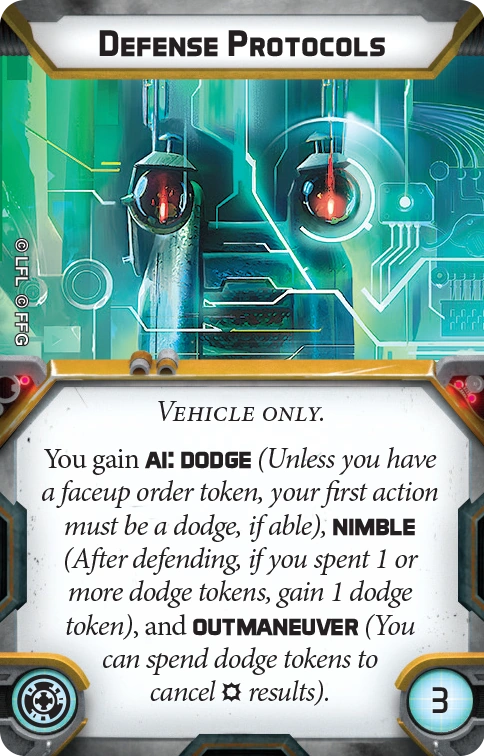 Defense Protocols
© LFL © FFG
Vehicle only.
You gain AI: Dodge (Unless you have
a faceup order token, your first action
must be a dodge, if able), Nimble
(After defending, if you spent 1 or
more dodge tokens, gain 1 dodge
token), and Outmaneuver (You
can spend dodge tokens to
cancel results).
3